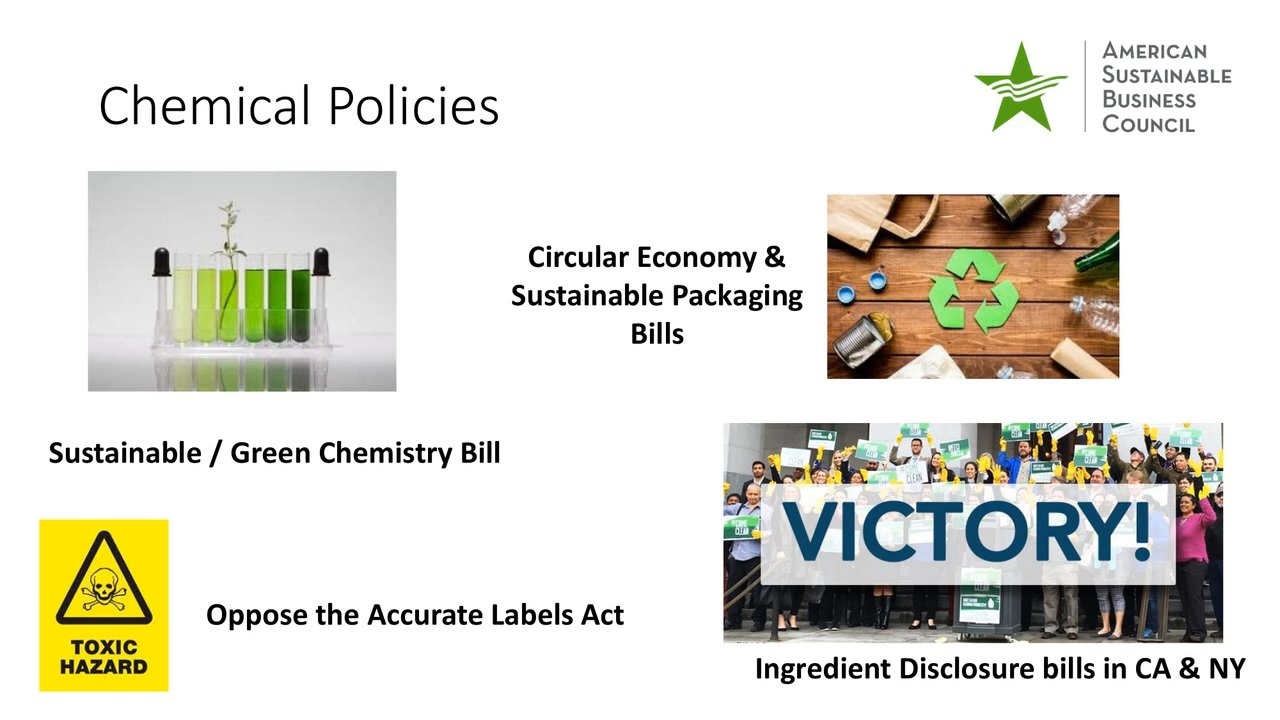 Chemical Policies
AMERICAN
SUSTAINABLE
BUSINESS
COUNCIL
Circular Economy &
Sustainable Packaging
Bills
Sustainable / Green Chemistry Bill
VICTORY!
TOXIC
HAZARD
Oppose the Accurate Labels Act
Ingredient Disclosure bills in CA & NY